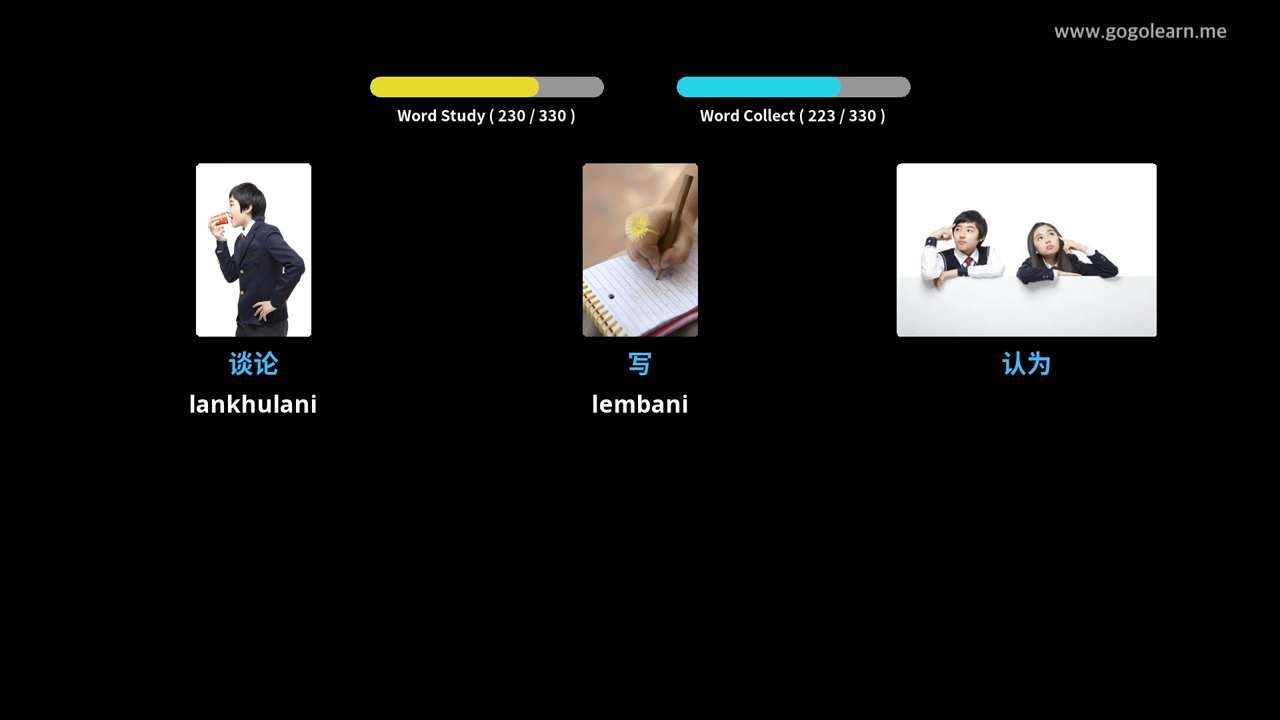 www.gogolearn.me
Word Study ( 230 / 330 )
Word Collect ( 223 / 330 )
谈论
写
认为
lankhulani
lembani